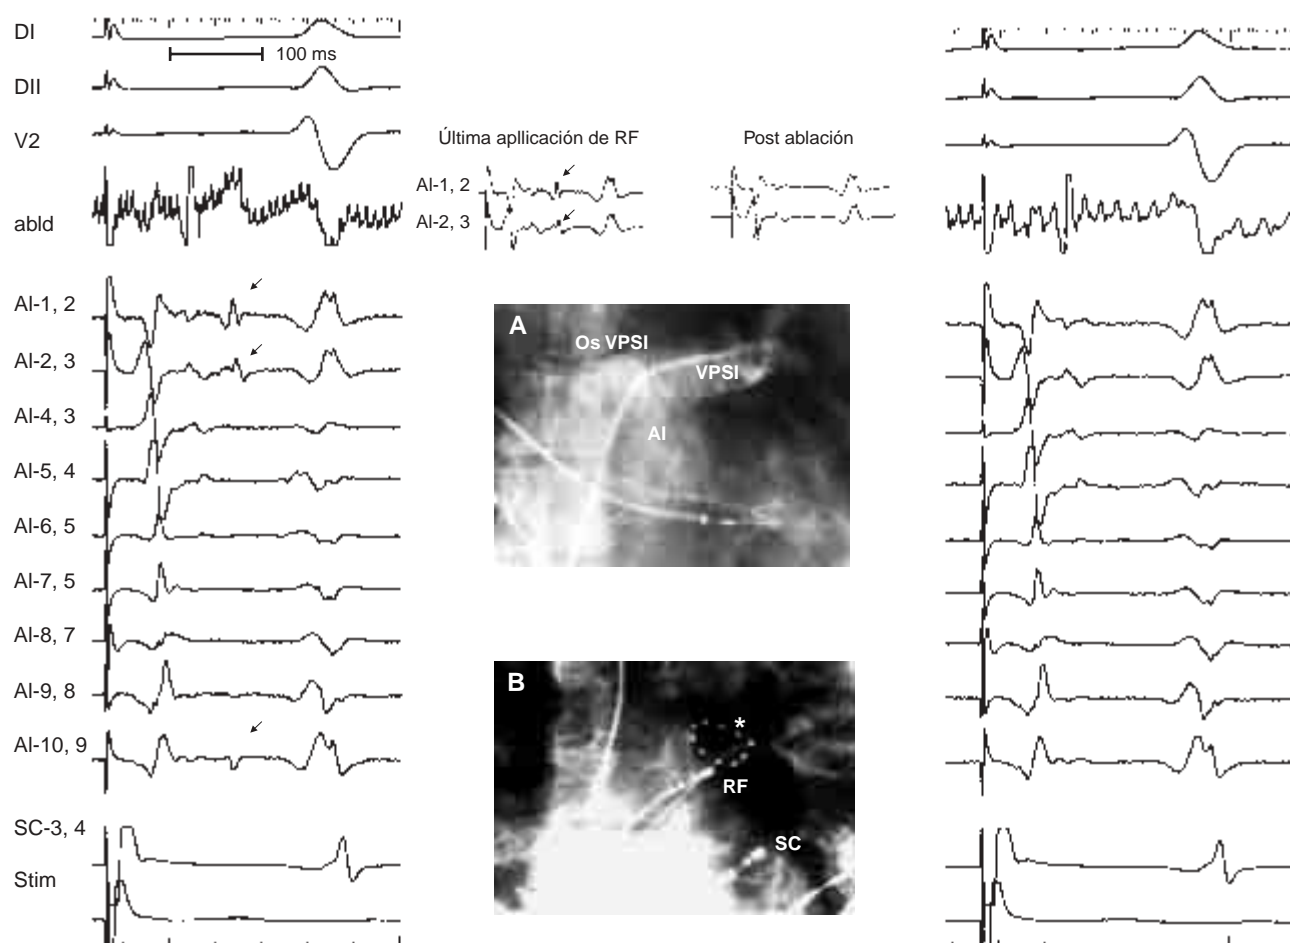 DI
100 ms
DII
V2
abld
Última apllicación de RF
Post ablación
Al-1, 2
Al-2, 3
Al-1, 2
Al-2, 3
Al-4, 3
Al-5, 4
Al-6, 5
Al-7, 5
Al-8, 7
Al-9, 8
Al-10, 9
SC-3, 4
Stim
A
Os VPSI
VPSI
AI
B
*
RF
SC